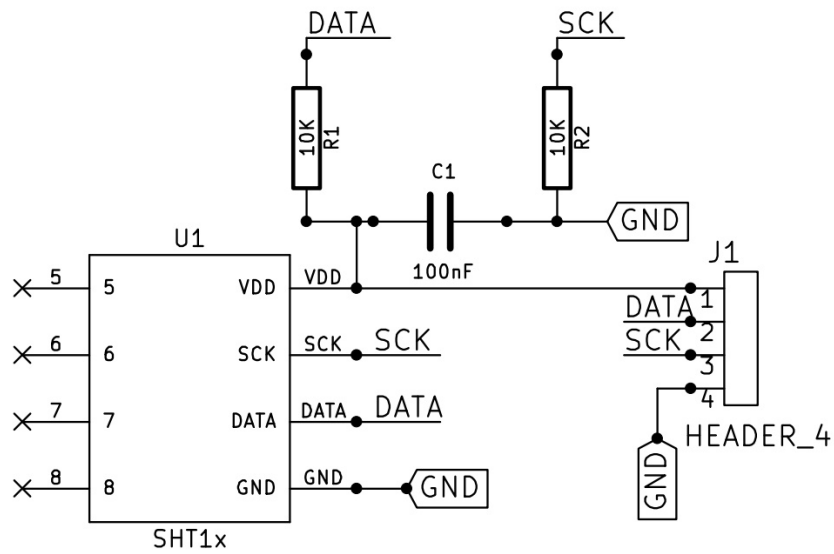 DATA
SCK
10K
R1
10K
R2
C1
100nF
GND
U1
5 5 VDD VDD
6 6 SCK SCK SCK
7 7 DATA DATA DATA
8 8 GND GND GND
SHT1x
J1
1
DATA 2
SCK 3
4
GND
HEADER_4